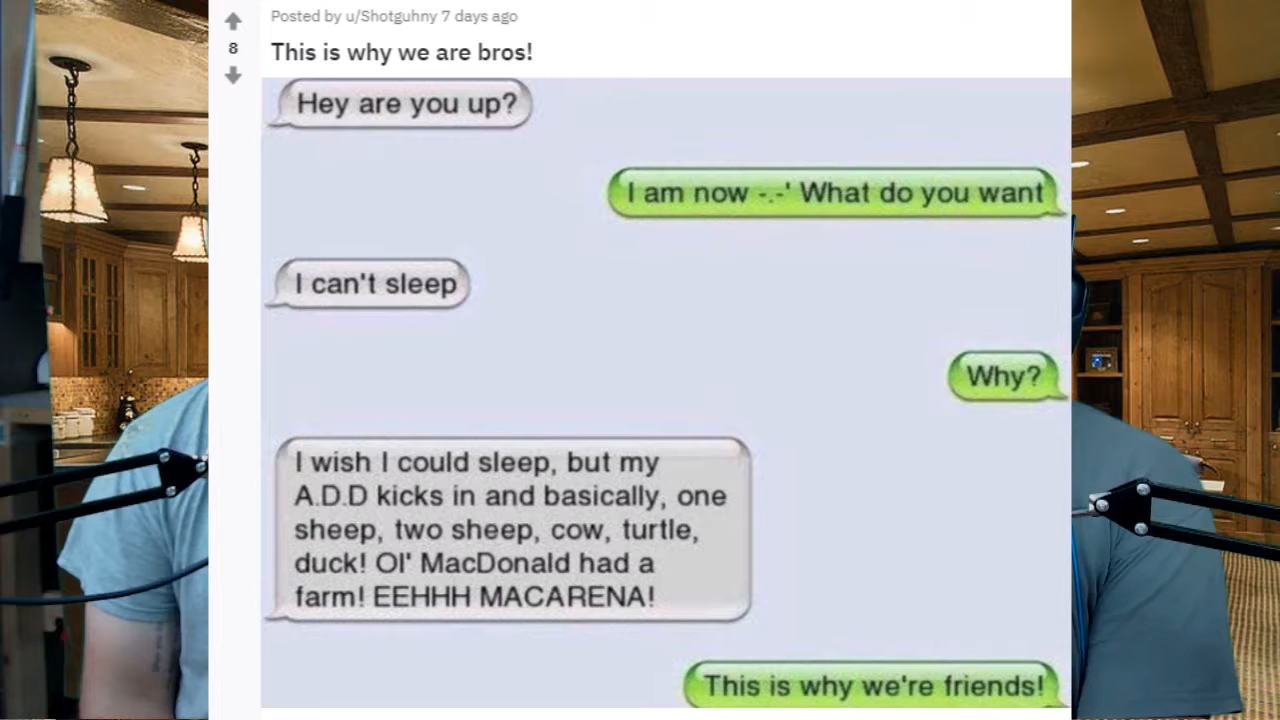 Posted by u/Shotguhny 7 days ago
8
This is why we are bros!
Hey are you up?
I am now -.-' What do you want
I can't sleep
Why?
I wish I could sleep, but my
A.D.D kicks in and basically, one
sheep, two sheep, cow, turtle,
duck! Ol' MacDonald had a
farm! EEHHH MACARENA!
This is why we're friends!